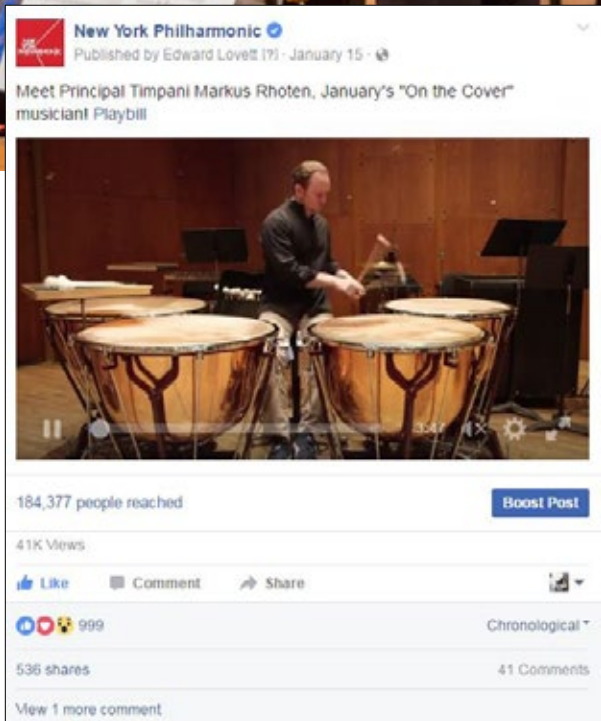 New York Philharmonic
Published by Edward Lovett [?] · January 15 ·
Meet Principal Timpani Markus Rhoten, January's "On the Cover"
musician! Playbill
184,377 people reached
Boost Post
41K Views
Like Comment Share
999
Chronological
536 shares
41 Comments
View 1 more comment